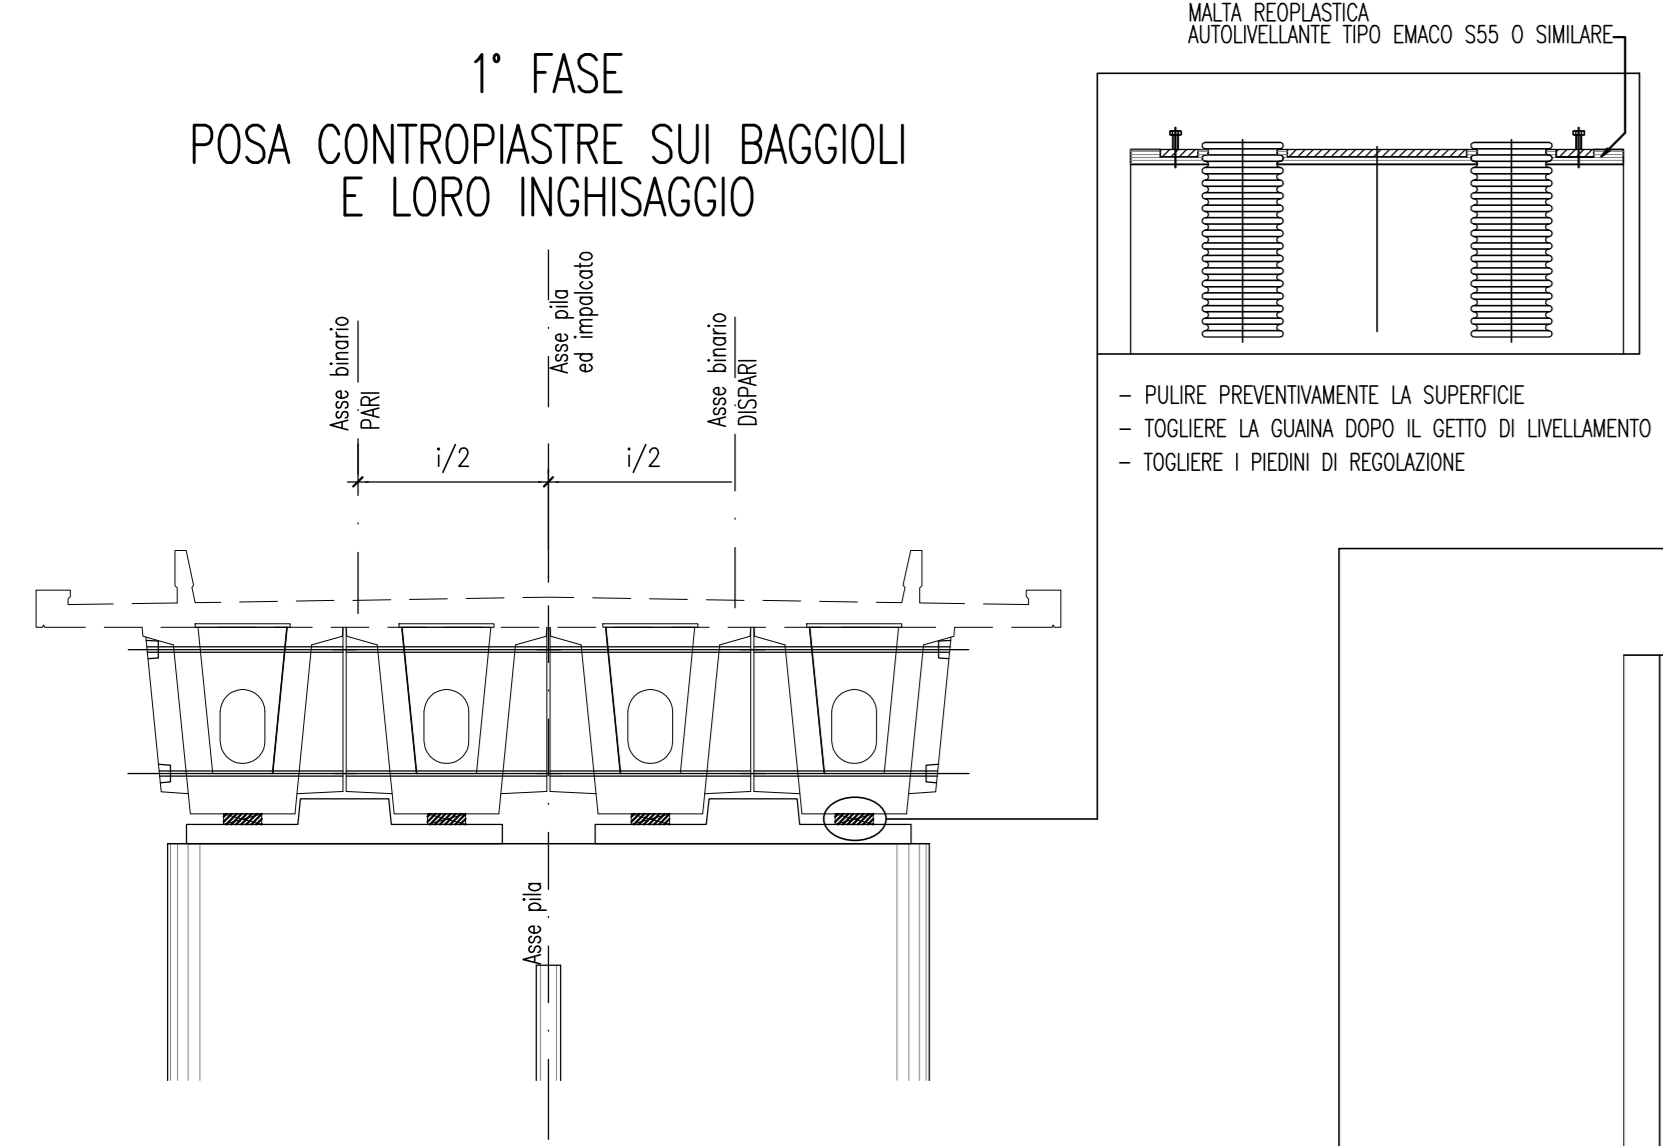 MALTA REOPLASTICA
AUTOLIVELLANTE TIPO EMACO S55 O SIMILARE
1° FASE
POSA CONTROPIASTRE SUI BAGGIOLI
E LORO INGHISAGGIO
Asse binario
PARI
Asse pila
ed impalcato
Asse binario
DISPARI
i/2
i/2
- PULIRE PREVENTIVAMENTE LA SUPERFICIE
- TOGLIERE LA GUAINA DOPO IL GETTO DI LIVELLAMENTO
- TOGLIERE I PIEDINI DI REGOLAZIONE
Asse pila